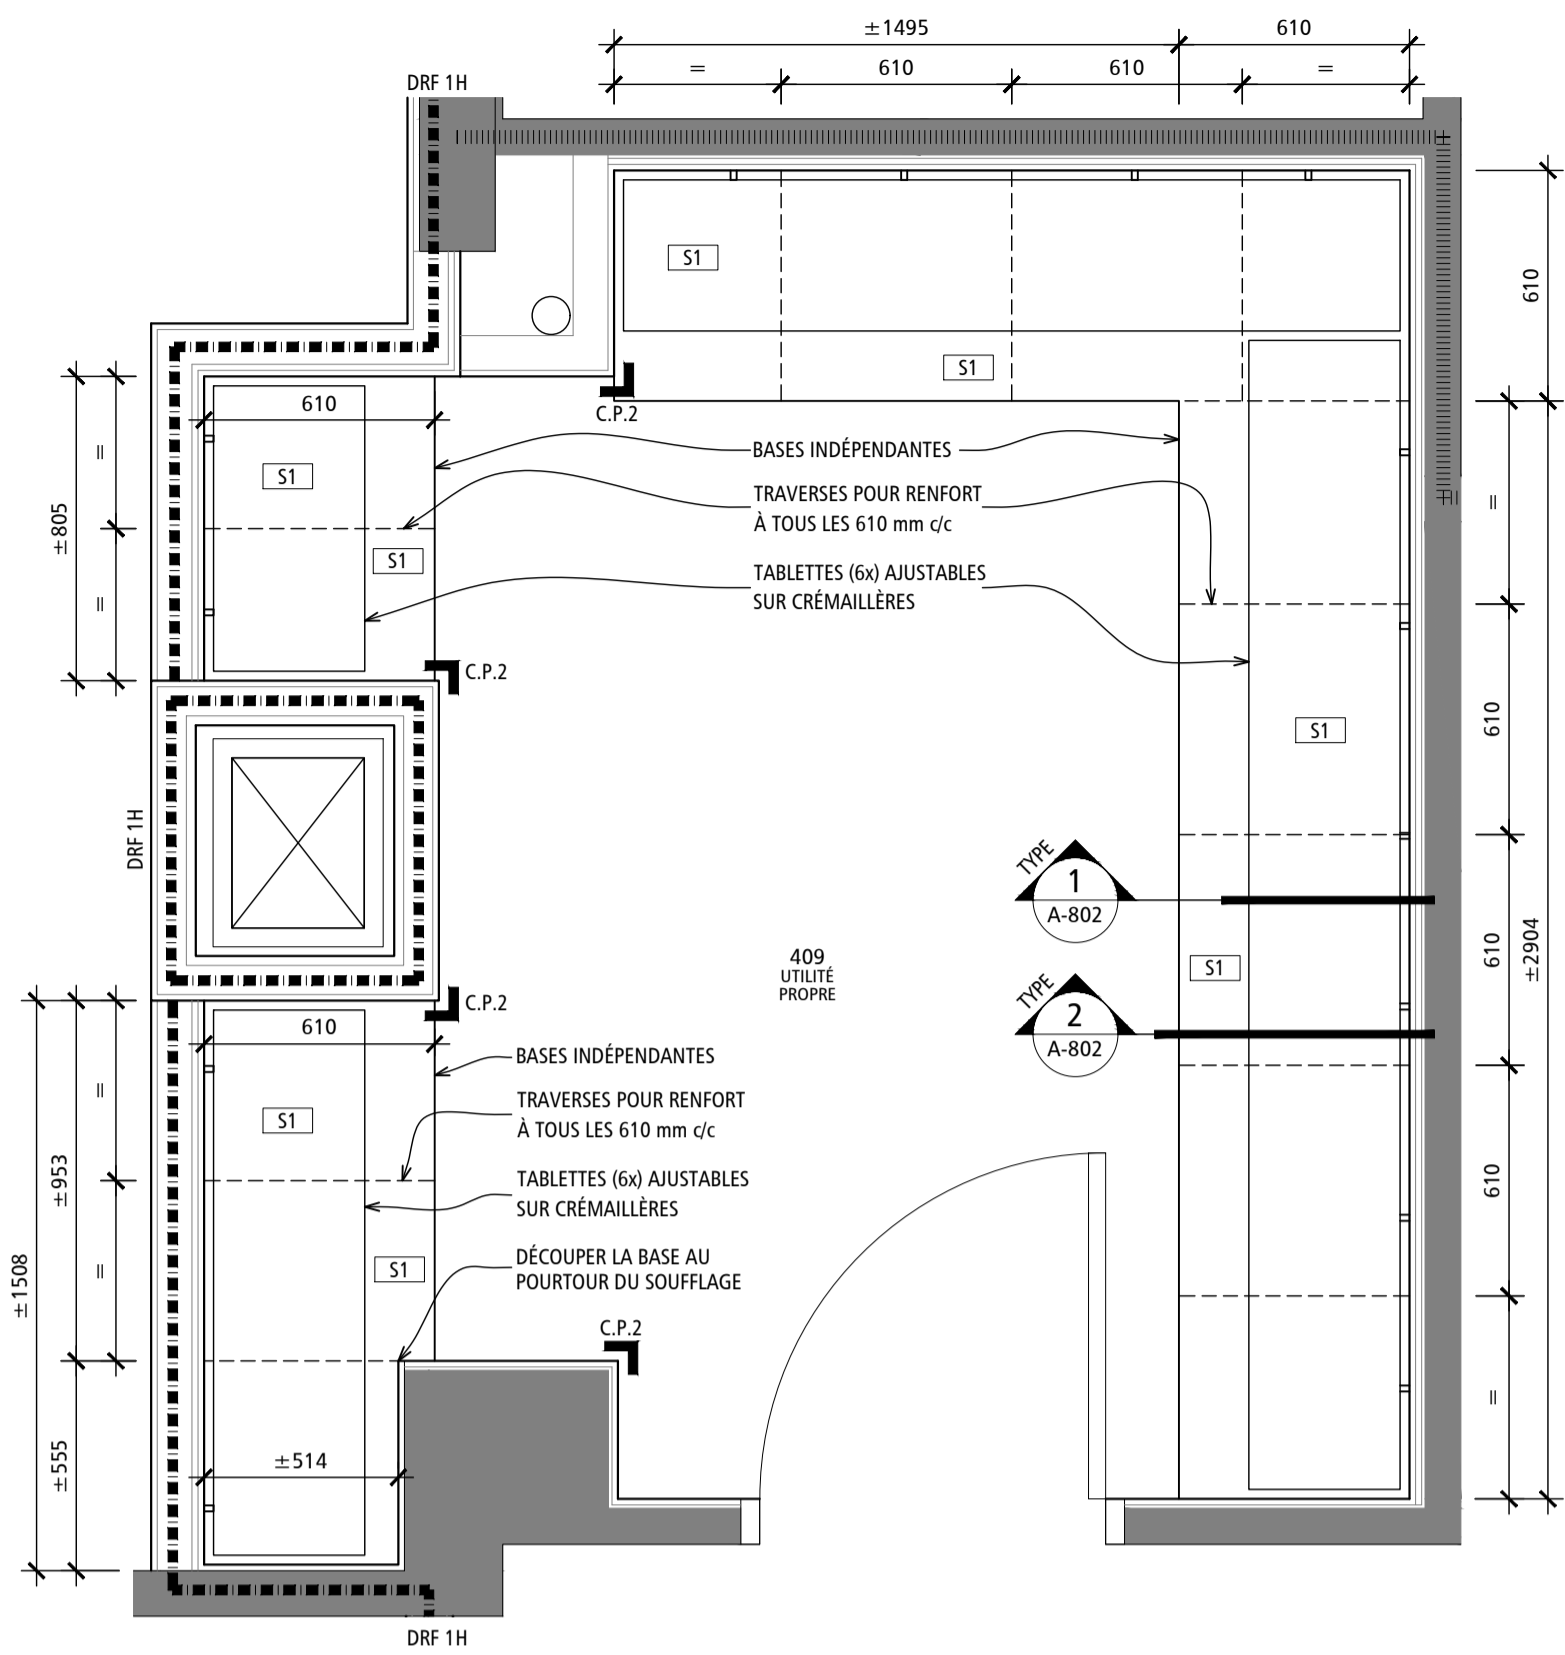 ±1495
610
=
610
610
=
DRF 1H
S1
610
S1
610
C.P.2
=
S1
BASES INDÉPENDANTES
TRAVERSES POUR RENFORT
À TOUS LES 610 mm c/c
=
±805
S1
TABLETTES (6x) AJUSTABLES
SUR CRÉMAILLÈRES
=
C.P.2
S1
610
DRF 1H
TYPE
1
A-802
409
UTILITÉ
PROPRE
S1
610
±2904
C.P.2
TYPE
2
A-802
610
BASES INDÉPENDANTES
=
S1
TRAVERSES POUR RENFORT
À TOUS LES 610 mm c/c
±953
TABLETTES (6x) AJUSTABLES
SUR CRÉMAILLÈRES
610
±1508
=
S1
DÉCOUPER LA BASE AU
POURTOUR DU SOUFFLAGE
C.P.2
=
±555
±514
DRF 1H